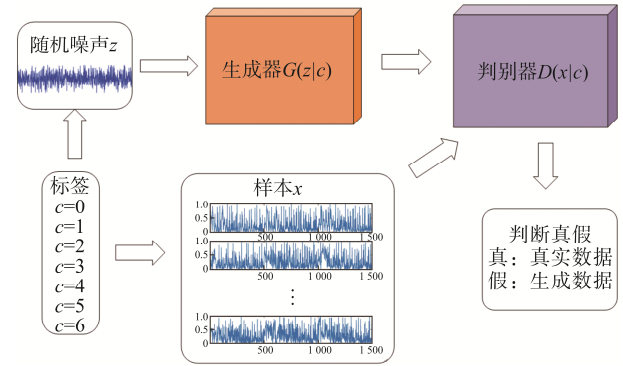 随机噪声z
生成器G(z|c)
判别器D(x|c)
标签
c=0
c=1
c=2
c=3
c=4
c=5
c=6
样本x
1.0
0.5
0
500
1 000
1 500
1.0
0.5
0
500
1 000
1 500
⋮
1.0
0.5
0
500
1 000
1 500
判断真假
真：真实数据
假：生成数据